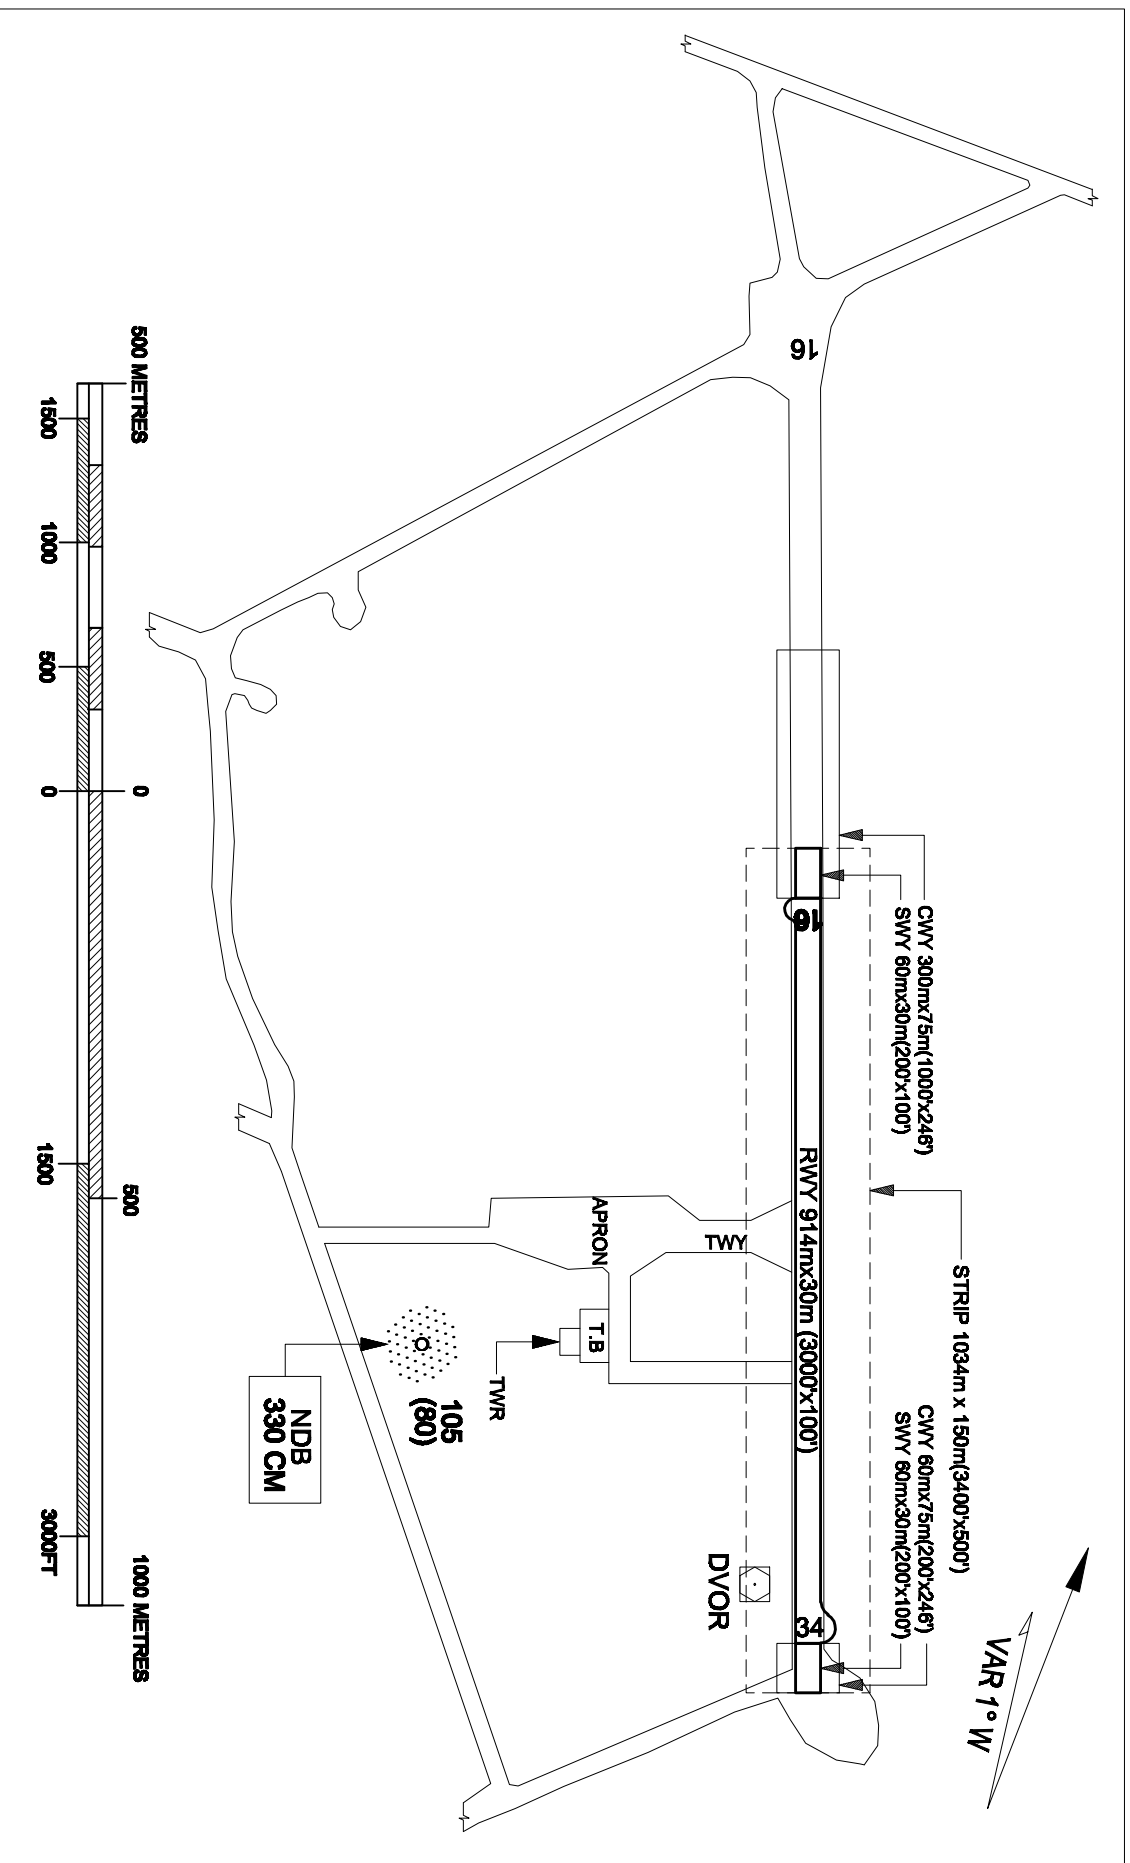 STRIP 1034m x 150m(3400'x500')
CWY 300mx75m(1000'x246')
SWY 60mx30m(200'x100')
CWY 60mx75m(200'x246')
SWY 60mx30m(200'x100')
VAR 1° W
16
16
RWY 914mx30m (3000'x100')
34
TWY
DVOR
APRON
T.B
TWR
105
(80)
NDB
330 CM
500 METRES
0
500
1000 METRES
1500
1000
500
0
1500
3000FT